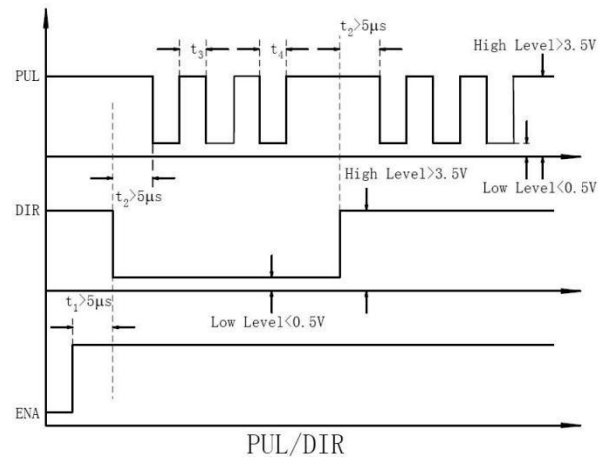 t₂>5μs
High Level>3.5V
t₃
t₄
PUL
High Level>3.5V
Low Level<0.5V
t₂>5μs
DIR
t₁>5μs
Low Level<0.5V
ENA
PUL/DIR